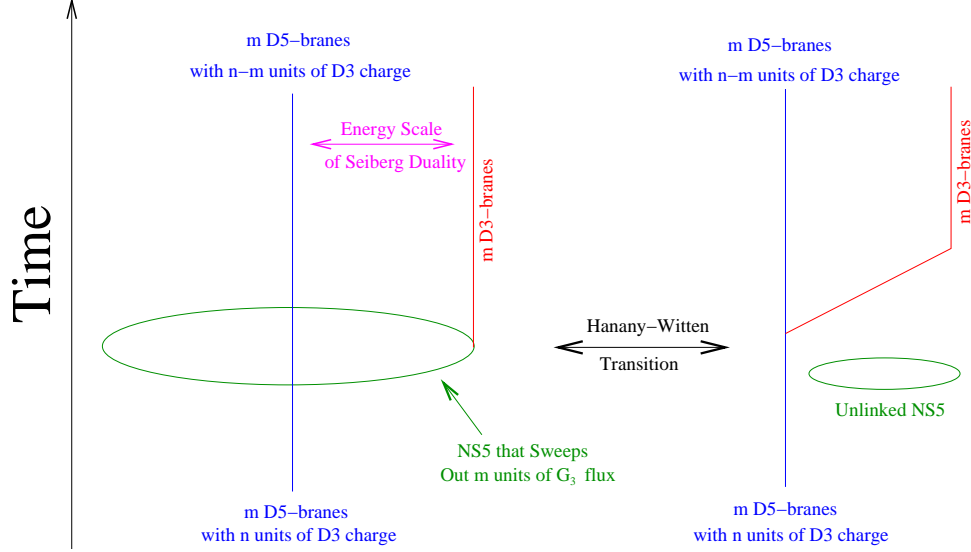 m D5−branes
with n−m units of D3 charge
Energy Scale
of Seiberg Duality
m D3−branes
Time
NS5 that Sweeps
Out m units of G3 flux
m D5−branes
with n units of D3 charge
Hanany−Witten
Transition
m D5−branes
with n−m units of D3 charge
m D3−branes
Unlinked NS5
m D5−branes
with n units of D3 charge